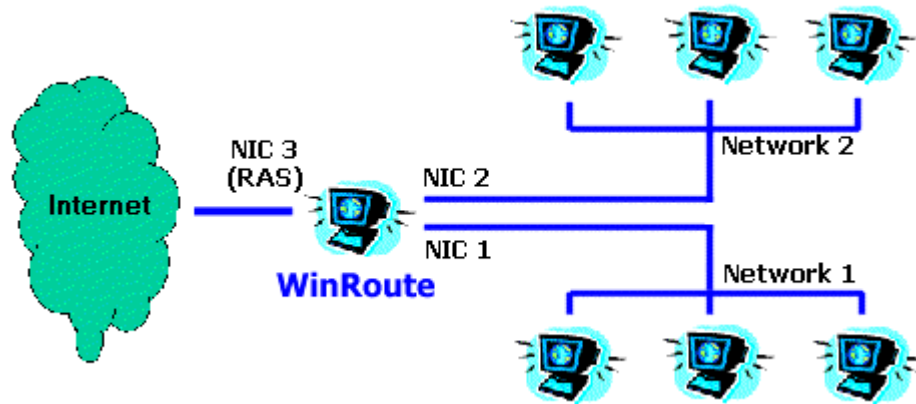 Internet
NIC 3
(RAS)
WinRoute
NIC 2
NIC 1
Network 2
Network 1